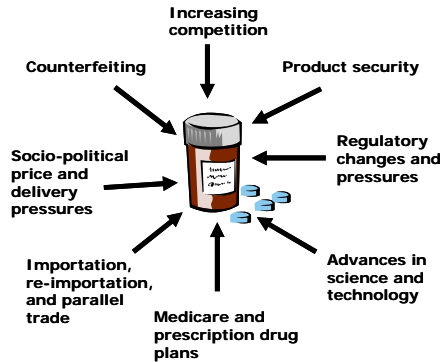 Increasing
competition
Counterfeiting
Product security
Socio-political
price and
delivery
pressures
Regulatory
changes and
pressures
Importation,
re-importation,
and parallel
trade
Medicare and
prescription drug
plans
Advances in
science and
technology